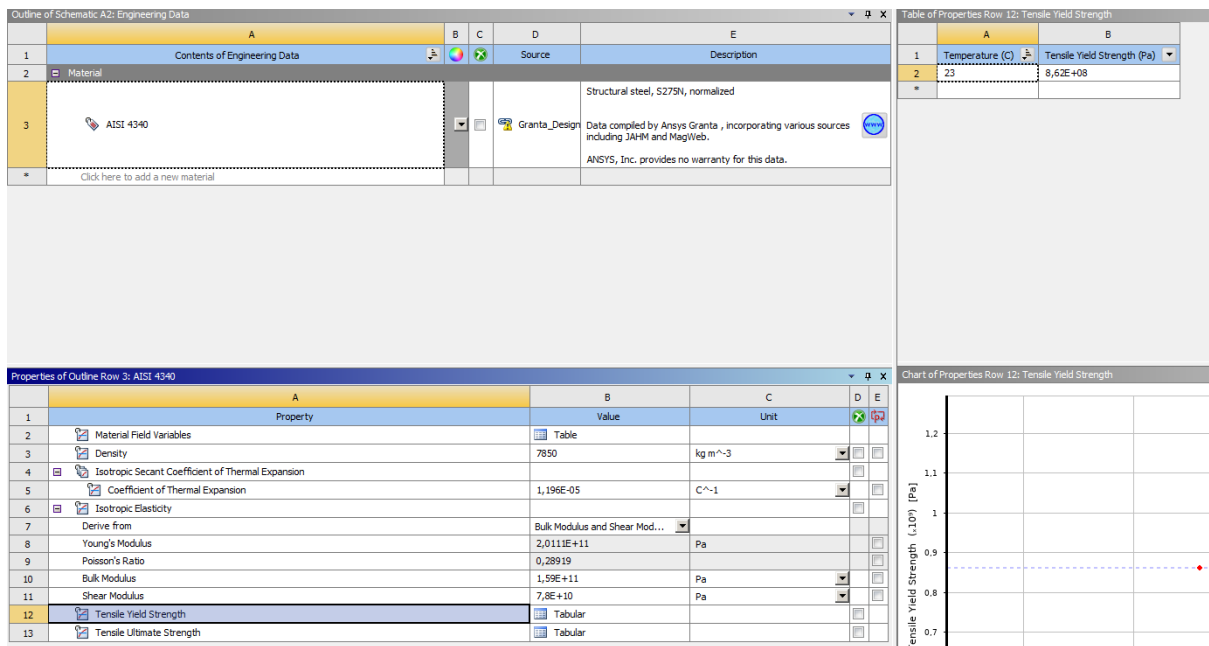 Outline of Schematic A2: Engineering Data
A B C D E
1 Contents of Engineering Data Source Description
2 Material
3 AISI 4340 Granta_Design
Structural steel, S275N, normalized
Data compiled by Ansys Granta , incorporating various sources
including JAHM and MagWeb.
ANSYS, Inc. provides no warranty for this data.
www
* Click here to add a new material
Table of Properties Row 12: Tensile Yield Strength
A B
1 Temperature (C) Tensile Yield Strength (Pa)
2 23 8,62E+08
*
Properties of Outline Row 3: AISI 4340
A B C D E
1 Property Value Unit
2 Material Field Variables Table
3 Density 7850 kg m^-3
4 Isotropic Secant Coefficient of Thermal Expansion
5 Coefficient of Thermal Expansion 1,196E-05 C^-1
6 Isotropic Elasticity
7 Derive from Bulk Modulus and Shear Mod...
8 Young's Modulus 2,0111E+11 Pa
9 Poisson's Ratio 0,28919
10 Bulk Modulus 1,59E+11 Pa
11 Shear Modulus 7,8E+10 Pa
12 Tensile Yield Strength Tabular
13 Tensile Ultimate Strength Tabular
Chart of Properties Row 12: Tensile Yield Strength
1,2
1,1
1
0,9
0,8
0,7
Tensile Yield Strength (.10⁹) [Pa]